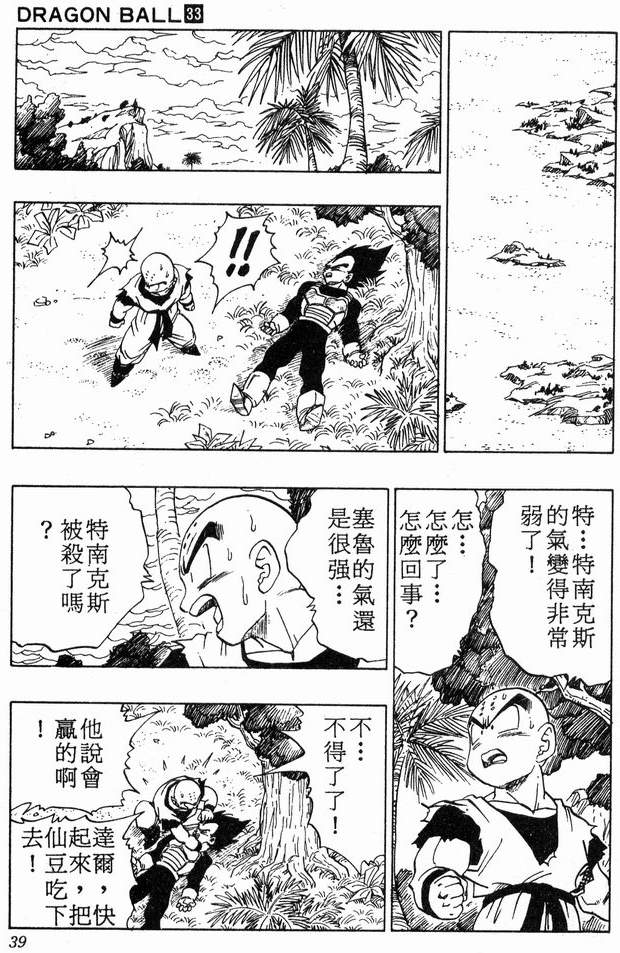 DRAGON BALL 33
!!
特…特南克斯
的氣變得非常
弱了！
怎…
怎麼了…
怎麼回事？
塞魯的氣還
是很强…
特南克斯
被殺了嗎
？
不…
不得了了！
他說會
贏的啊
！
達爾，快
起來，把
仙豆吃下
去！
39